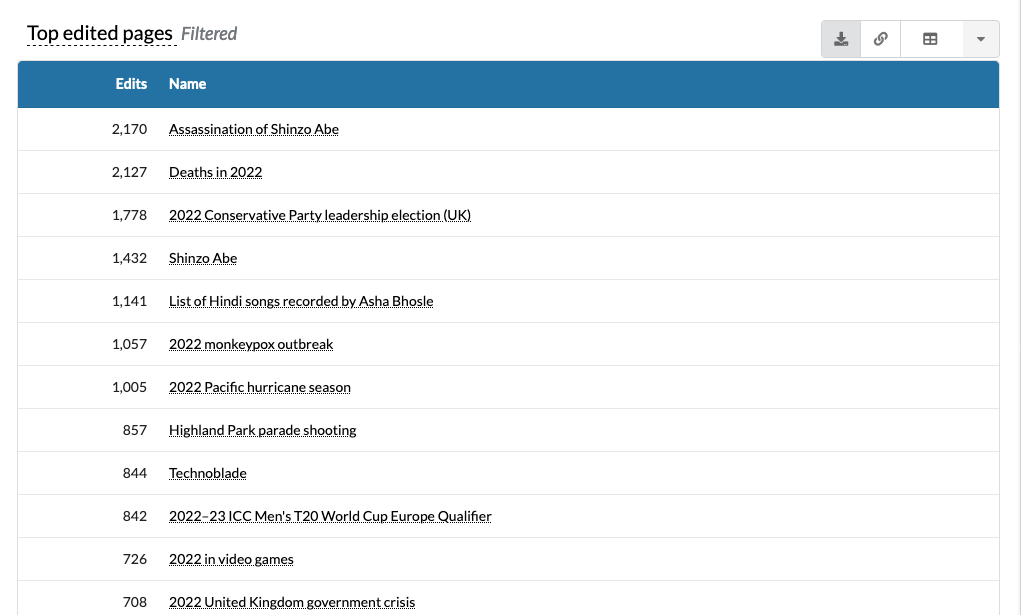 Top edited pages Filtered
Edits Name
2,170 Assassination of Shinzo Abe
2,127 Deaths in 2022
1,778 2022 Conservative Party leadership election (UK)
1,432 Shinzo Abe
1,141 List of Hindi songs recorded by Asha Bhosle
1,057 2022 monkeypox outbreak
1,005 2022 Pacific hurricane season
857 Highland Park parade shooting
844 Technoblade
842 2022–23 ICC Men's T20 World Cup Europe Qualifier
726 2022 in video games
708 2022 United Kingdom government crisis